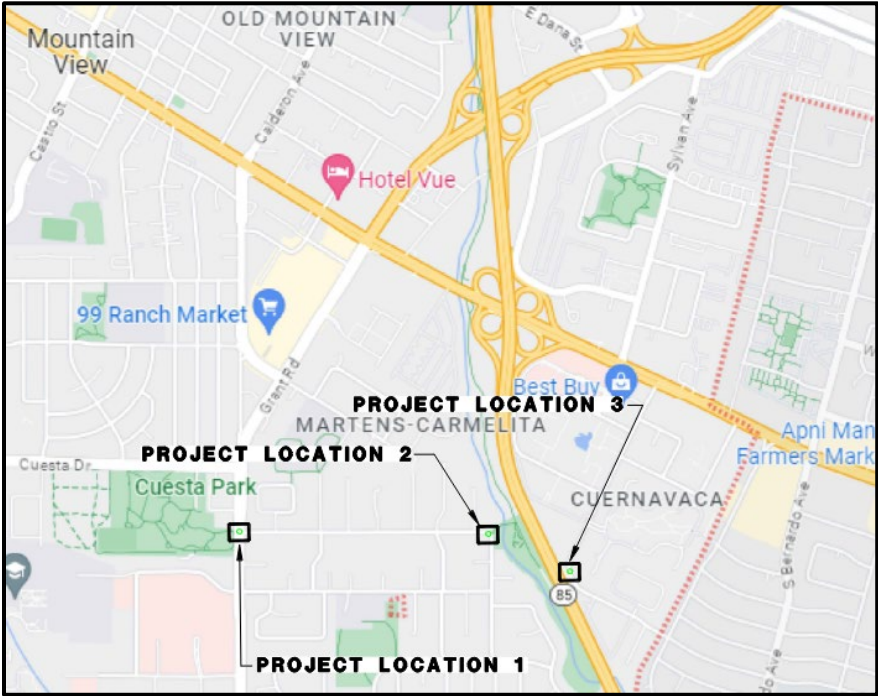 OLD MOUNTAIN
VIEW
Mountain
View
E Dana St
Castro St
Calderon Ave
Sylvan Ave
Hotel Vue
99 Ranch Market
Grant Rd
Best Buy
PROJECT LOCATION 3
MARTENS-CARMELITA
Apni Man
Farmers Mark
PROJECT LOCATION 2
Cuesta Dr
Cuesta Park
CUERNAVACA
S Bernardo Ave
85
PROJECT LOCATION 1
do Ave